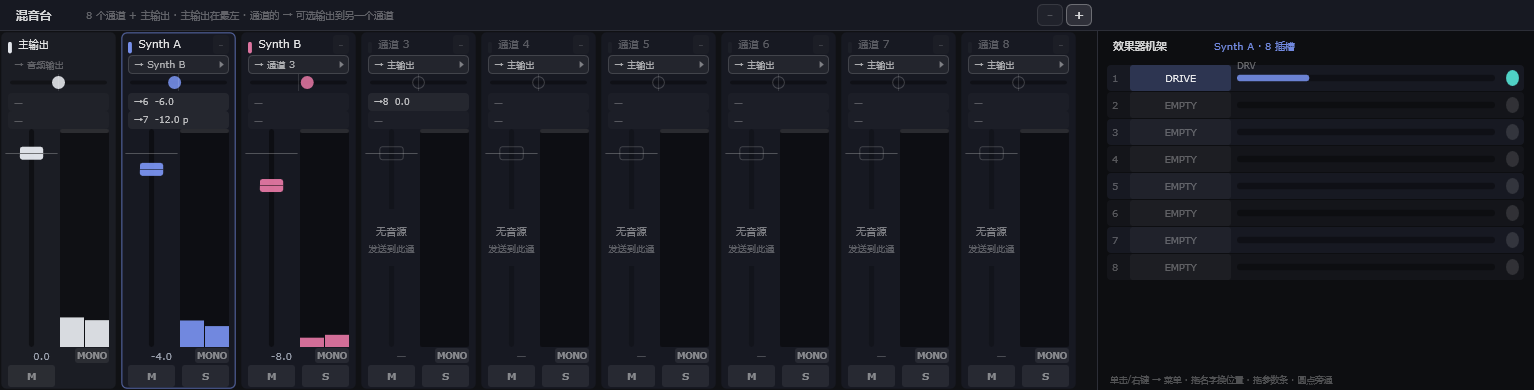 混音台
8 个通道 + 主输出 · 主输出在最左 · 通道的 → 可选输出到另一个通道
- +
主输出
→ 音频输出
0.0 MONO
M
Synth A -
→ Synth B
→6 -6.0
→7 -12.0 p
-4.0 MONO
M S
Synth B -
→ 通道 3
—
—
-8.0 MONO
M S
通道 3 -
→ 主输出
→8 0.0
无音源
发送到此通
— MONO
M S
通道 4 -
→ 主输出
—
—
无音源
发送到此通
— MONO
M S
通道 5 -
→ 主输出
—
—
无音源
发送到此通
— MONO
M S
通道 6 -
→ 主输出
—
—
无音源
发送到此通
— MONO
M S
通道 7 -
→ 主输出
—
—
无音源
发送到此通
— MONO
M S
通道 8 -
→ 主输出
—
—
无音源
发送到此通
— MONO
M S
效果器机架 Synth A · 8 插槽
1 DRIVE DRV
2 EMPTY
3 EMPTY
4 EMPTY
5 EMPTY
6 EMPTY
7 EMPTY
8 EMPTY
单击/右键 → 菜单 · 拖名字换位置 · 拖参数条 · 圆点旁通